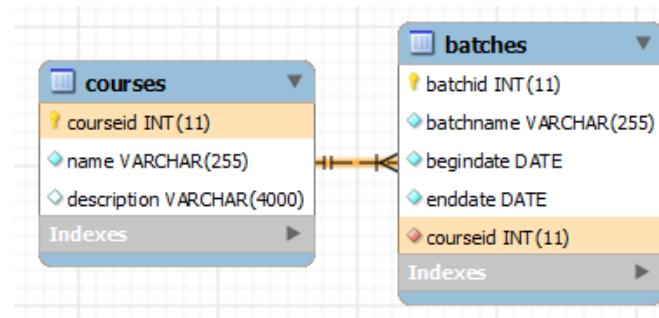 courses
courseid INT(11)
name VARCHAR(255)
description VARCHAR(4000)
Indexes
batches
batchid INT(11)
batchname VARCHAR(255)
begindate DATE
enddate DATE
courseid INT(11)
Indexes